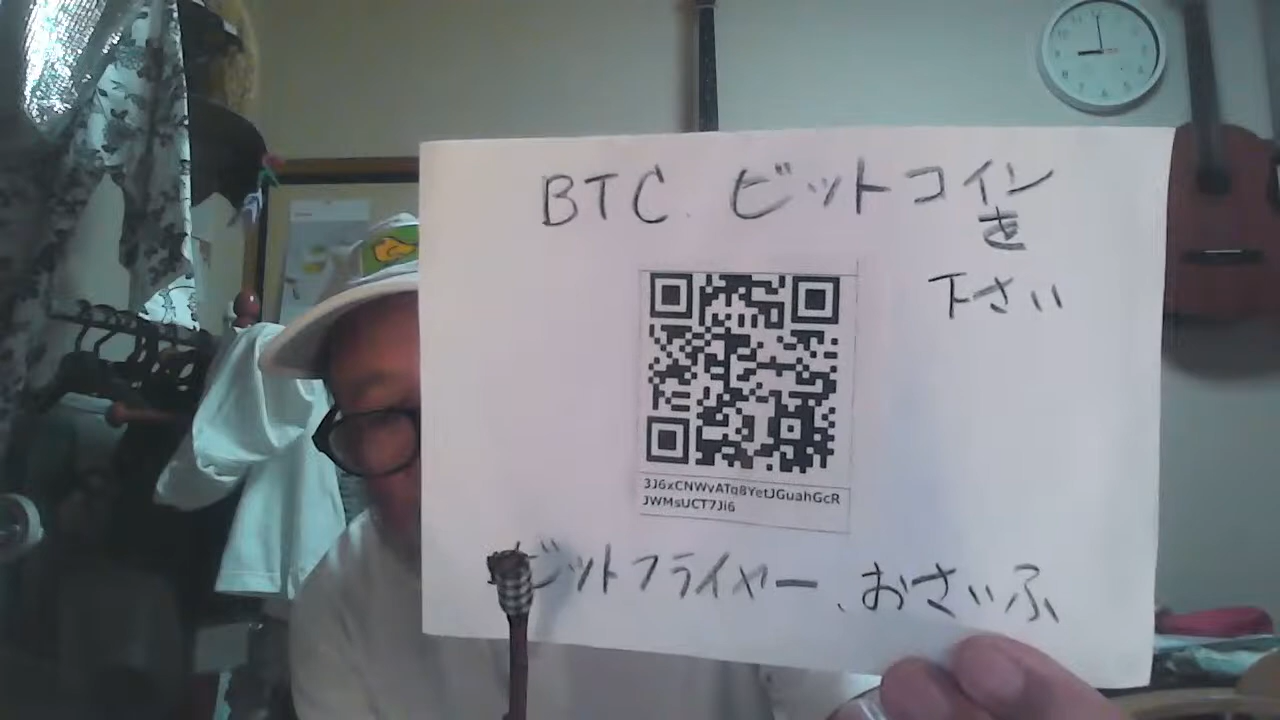 BTC. ビットコイン
を
下さい
3J6xCNWvATq8YetJGuahGcR
JWMsUCT7Ji6
ビットフライヤー、おさいふ